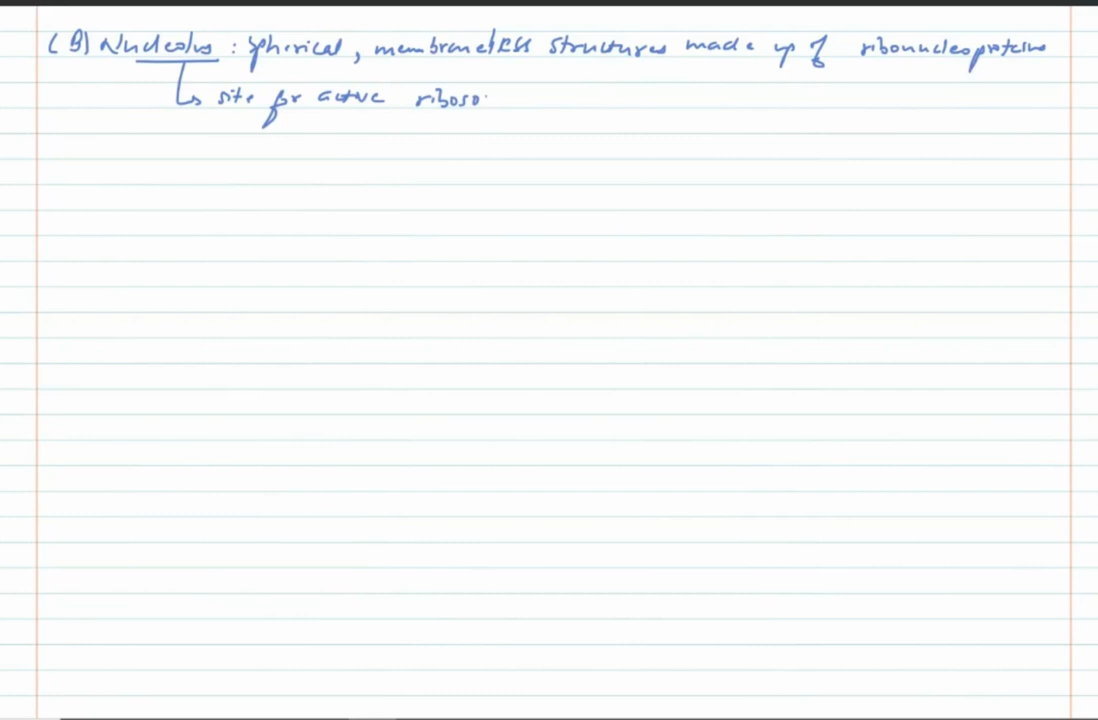 (B) Nucleolus : Spherical, membraneless structures made up of ribonucleoproteins
↳ site for active riboso